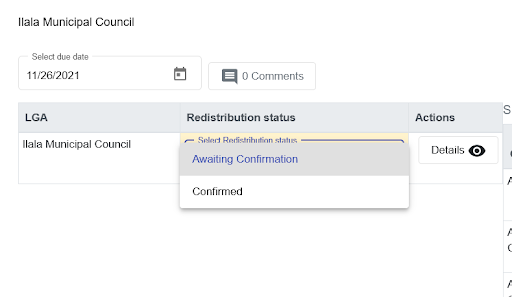 Ilala Municipal Council
Select due date
11/26/2021
0 Comments
LGA Redistribution status Actions
Ilala Municipal Council Select Redistribution status Details
Awaiting Confirmation
Confirmed